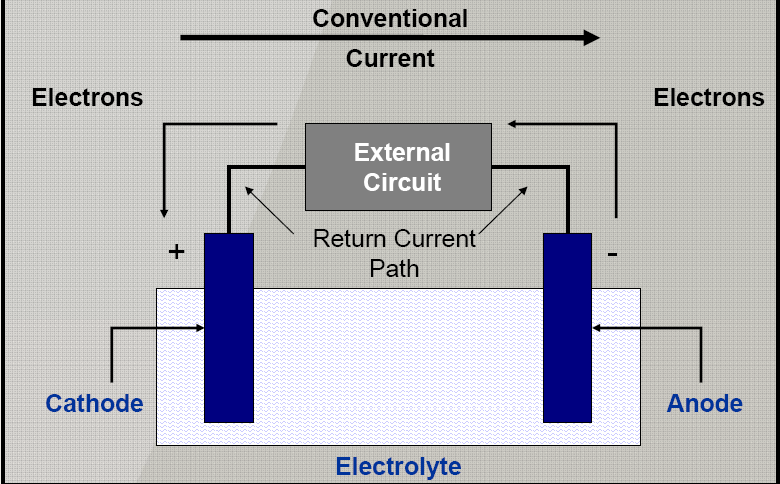 Conventional
Current
Electrons
Electrons
External
Circuit
Return Current
Path
+
-
Cathode
Anode
Electrolyte